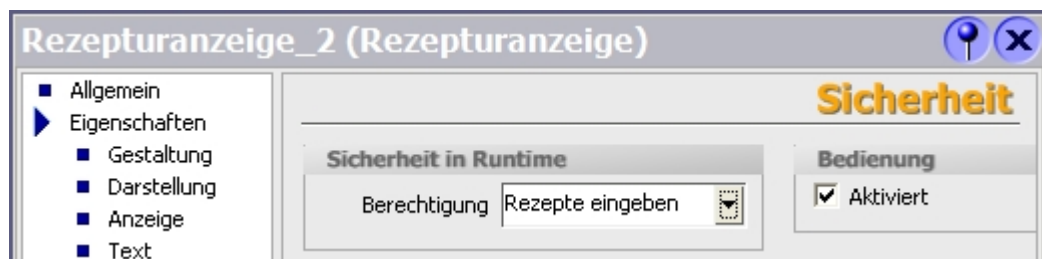 Rezepturanzeige_2 (Rezepturanzeige)
Allgemein
Eigenschaften
Gestaltung
Darstellung
Anzeige
Text
Sicherheit
Sicherheit in Runtime
Berechtigung Rezepte eingeben
Bedienung
Aktiviert